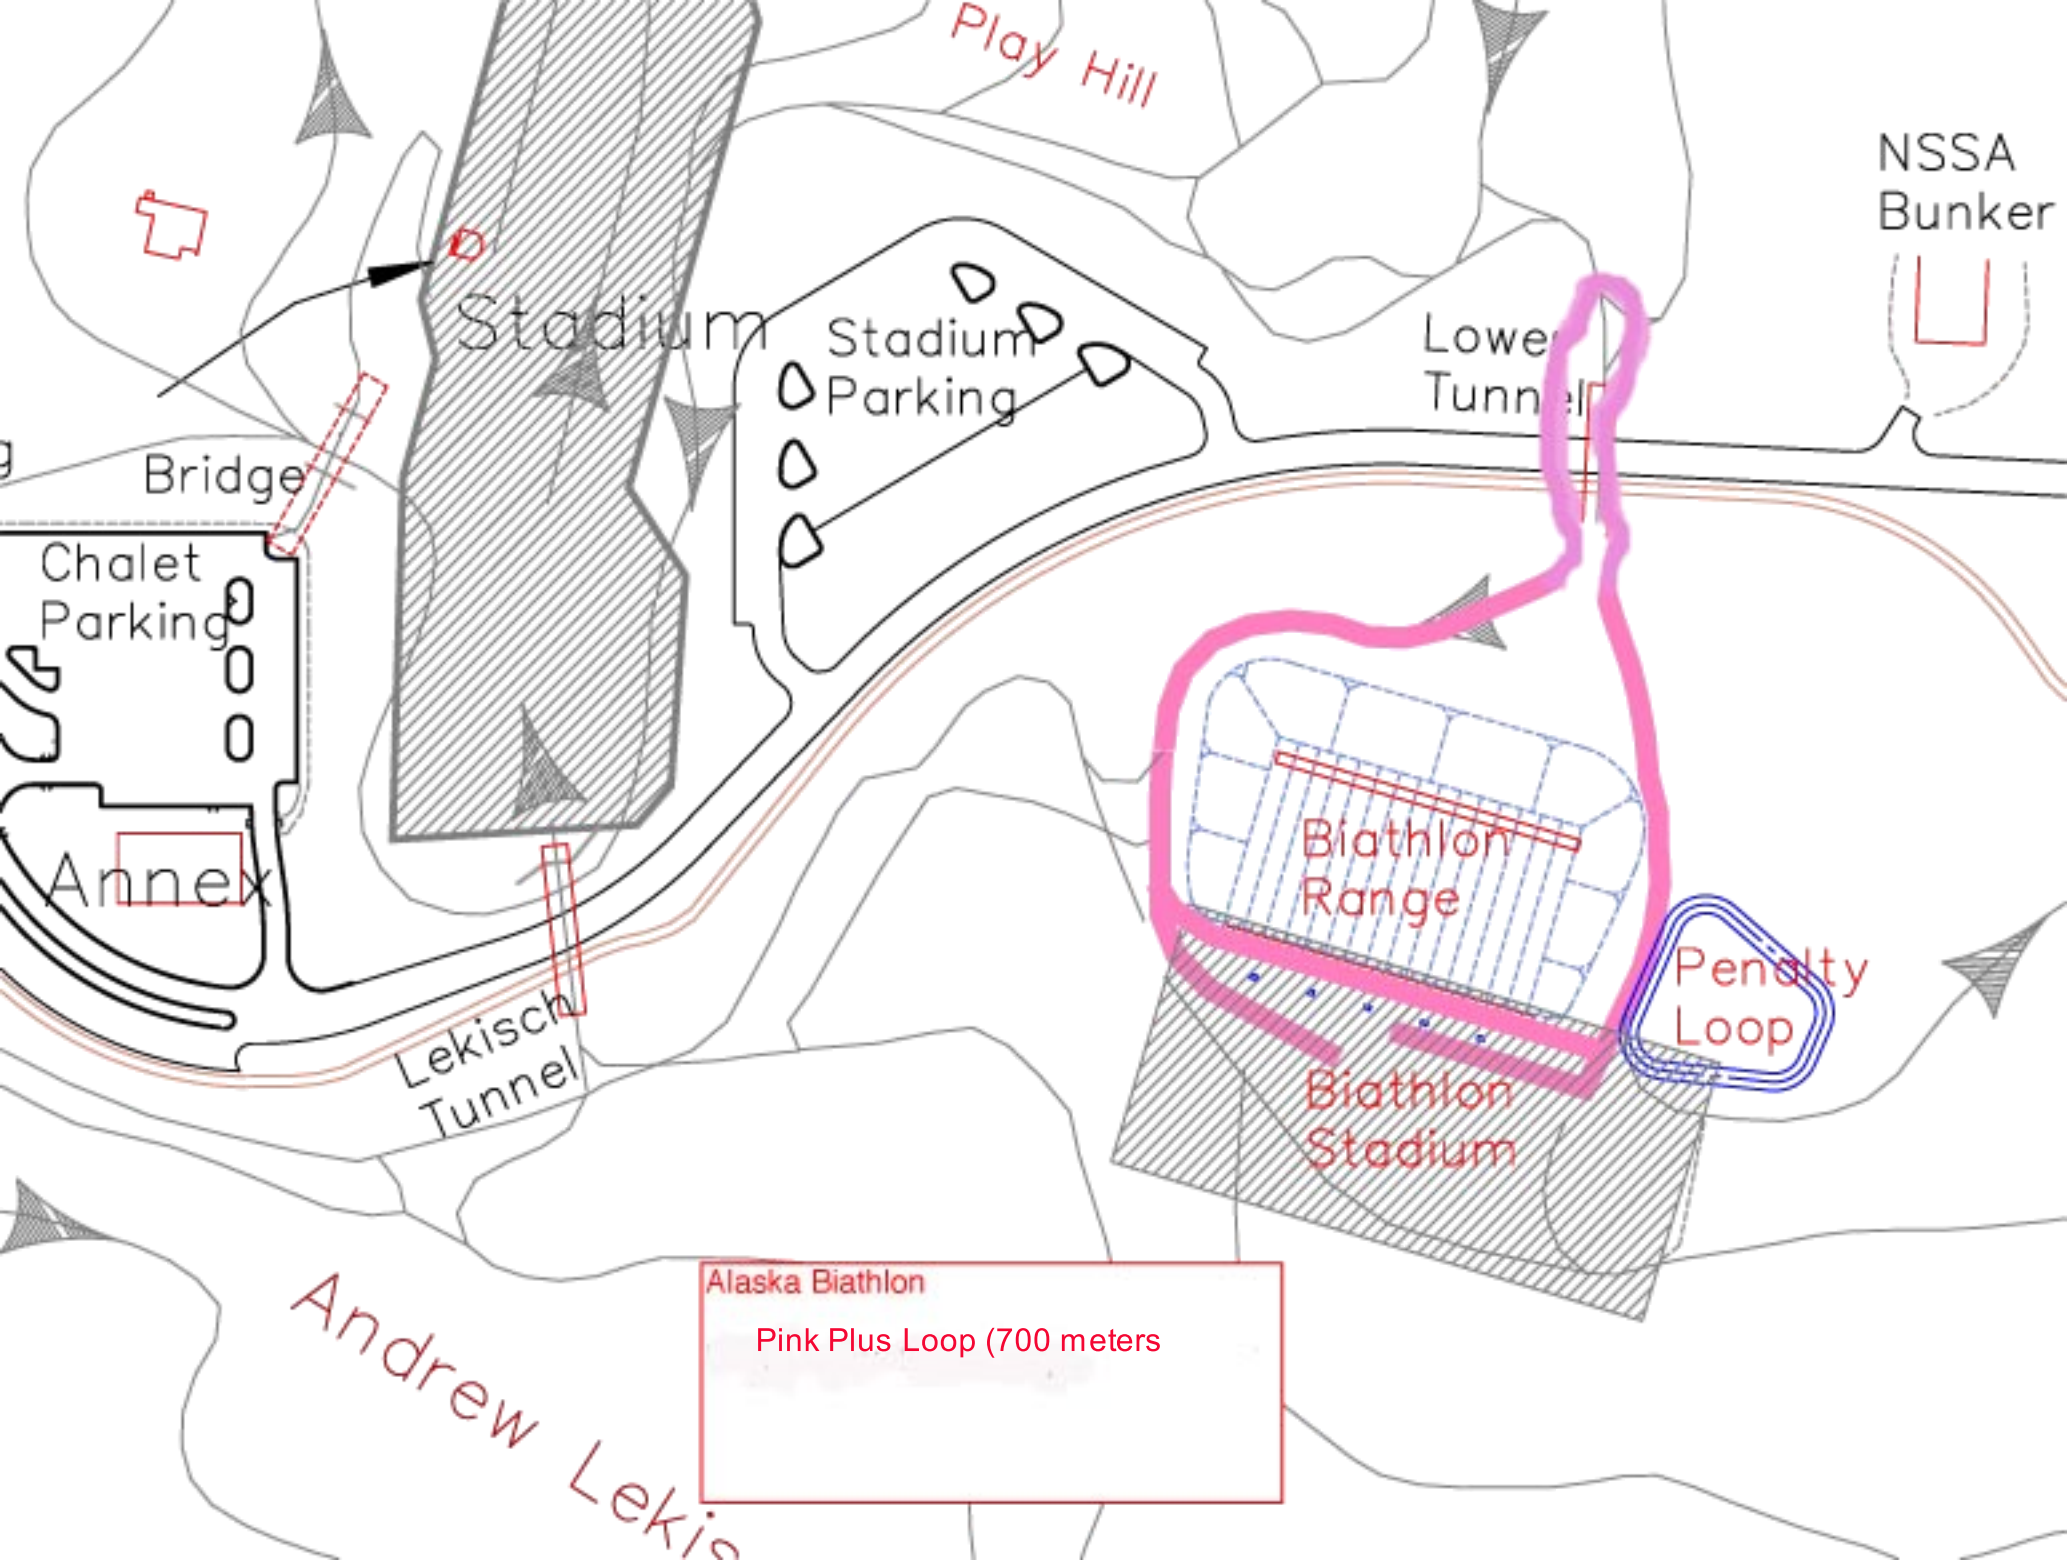 Play Hill
NSSA
Bunker
Stadium
Stadium
Parking
Lower
Tunnel
g
Bridge
Chalet
Parking
Annex
Biathlon
Range
Penalty
Loop
Lekisch
Tunnel
Biathlon
Stadium
Alaska Biathlon
Pink Plus Loop (700 meters
Andrew Lekis